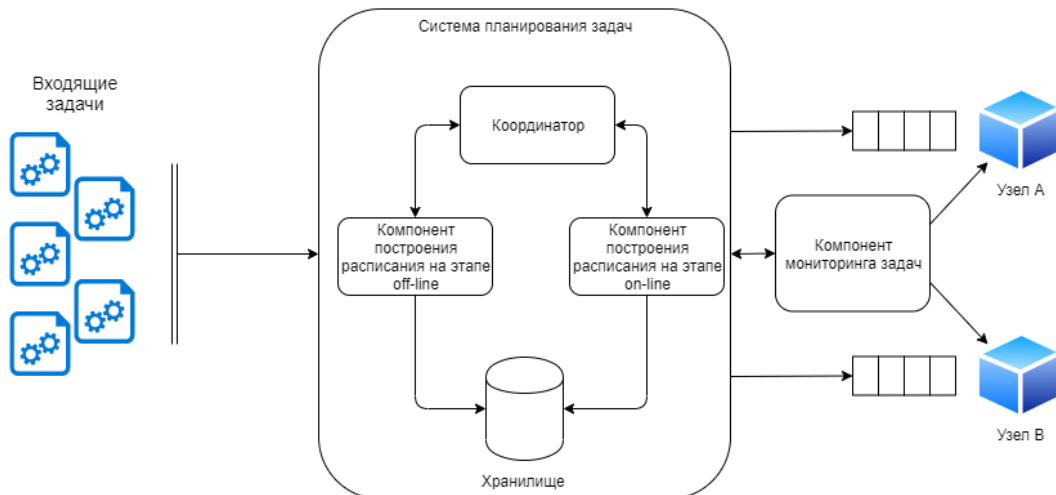 Система планирования задач
Входящие
задачи
Координатор
Компонент
построения
расписания на этапе
off-line
Компонент
построения
расписания на этапе
on-line
Компонент
мониторинга задач
Узел A
Узел B
Хранилище